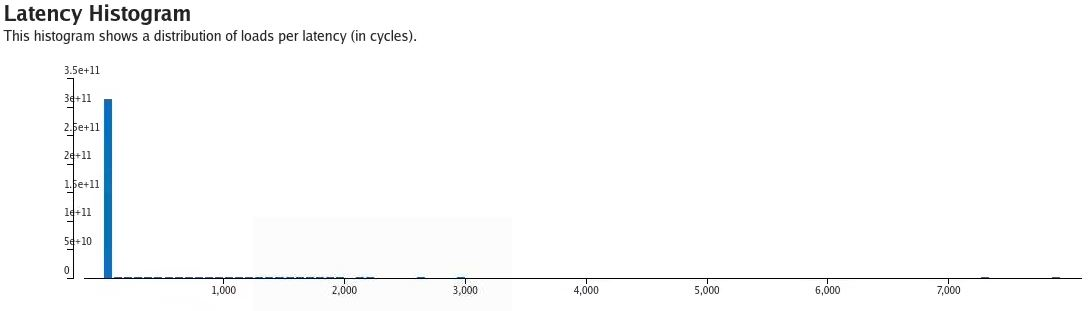 Latency Histogram
This histogram shows a distribution of loads per latency (in cycles).
3.5e+11
3e+11
2.5e+11
2e+11
1.5e+11
1e+11
5e+10
0
1,000 2,000 3,000 4,000 5,000 6,000 7,000